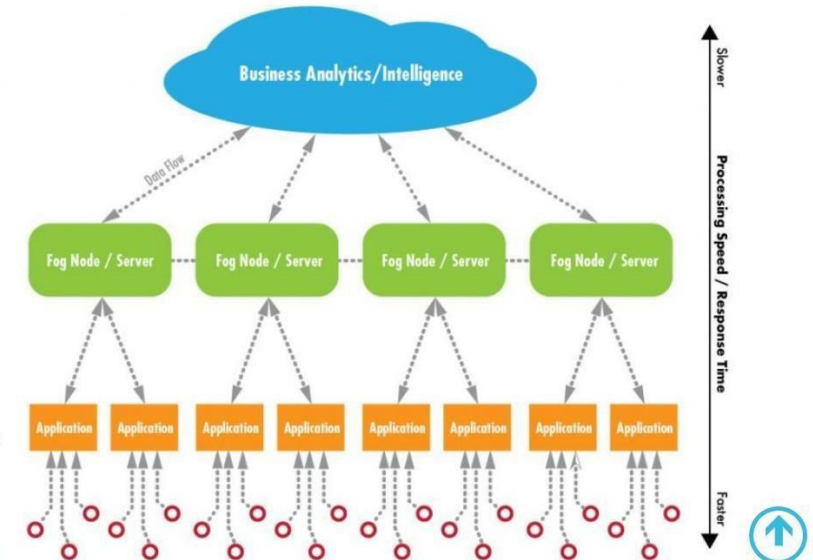 Business Analytics/Intelligence
Slower
Data Flow
Processing Speed / Response Time
Fog Node / Server
Fog Node / Server
Fog Node / Server
Fog Node / Server
Application
Application
Application
Application
Application
Application
Application
Application
Faster